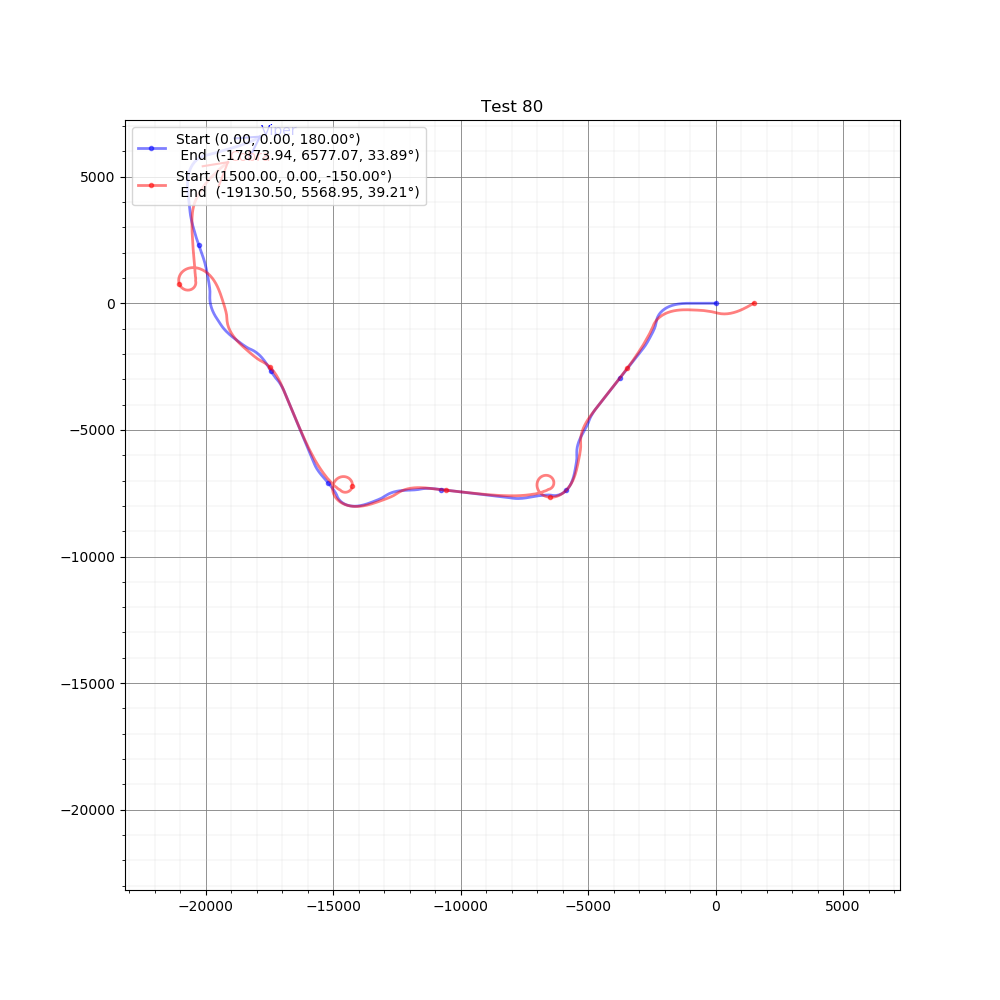 Test 80
Viper
Start (0.00, 0.00, 180.00°)
End (-17873.94, 6577.07, 33.89°)
Start (1500.00, 0.00, -150.00°)
End (-19130.50, 5568.95, 39.21°)
5000
0
−5000
−10000
−15000
−20000
−20000 −15000 −10000 −5000 0 5000